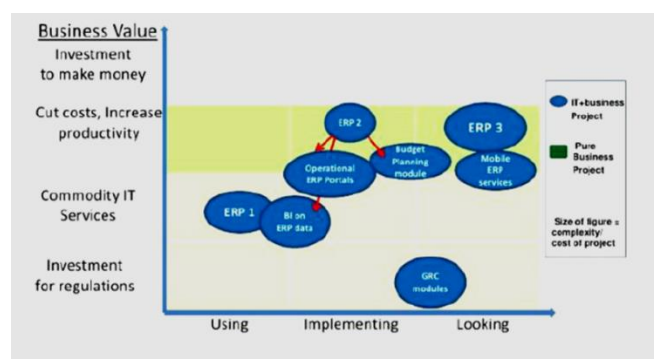 Business Value
Investment
to make money
Cut costs, Increase
productivity
Commodity IT
Services
Investment
for regulations
ERP 2
ERP 3
Operational
ERP Portals
Budget
Planning
module
Mobile
ERP
services
ERP 1
BI on
ERP data
GRC
modules
Using
Implementing
Looking
IT+business
Project
Pure
Business
Project
Size of figure =
complexity/
cost of project